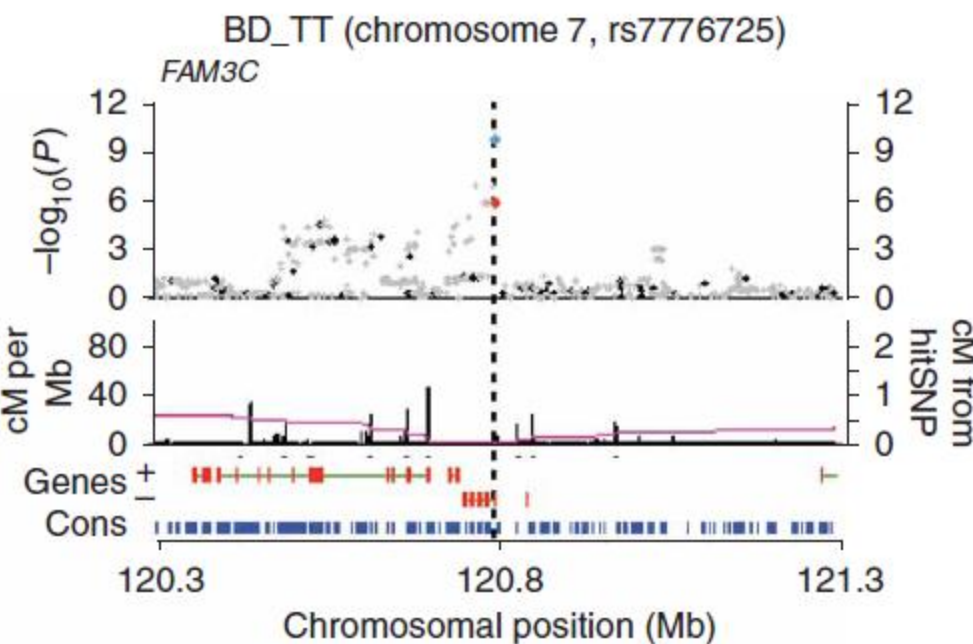 BD_TT (chromosome 7, rs7776725)
FAM3C
12 12
9 9
6 6
3 3
0 0
–log10(P)
80 2
40 1
0 0
cM per Mb
cM from hitSNP
Genes + –
Cons
120.3 120.8 121.3
Chromosomal position (Mb)